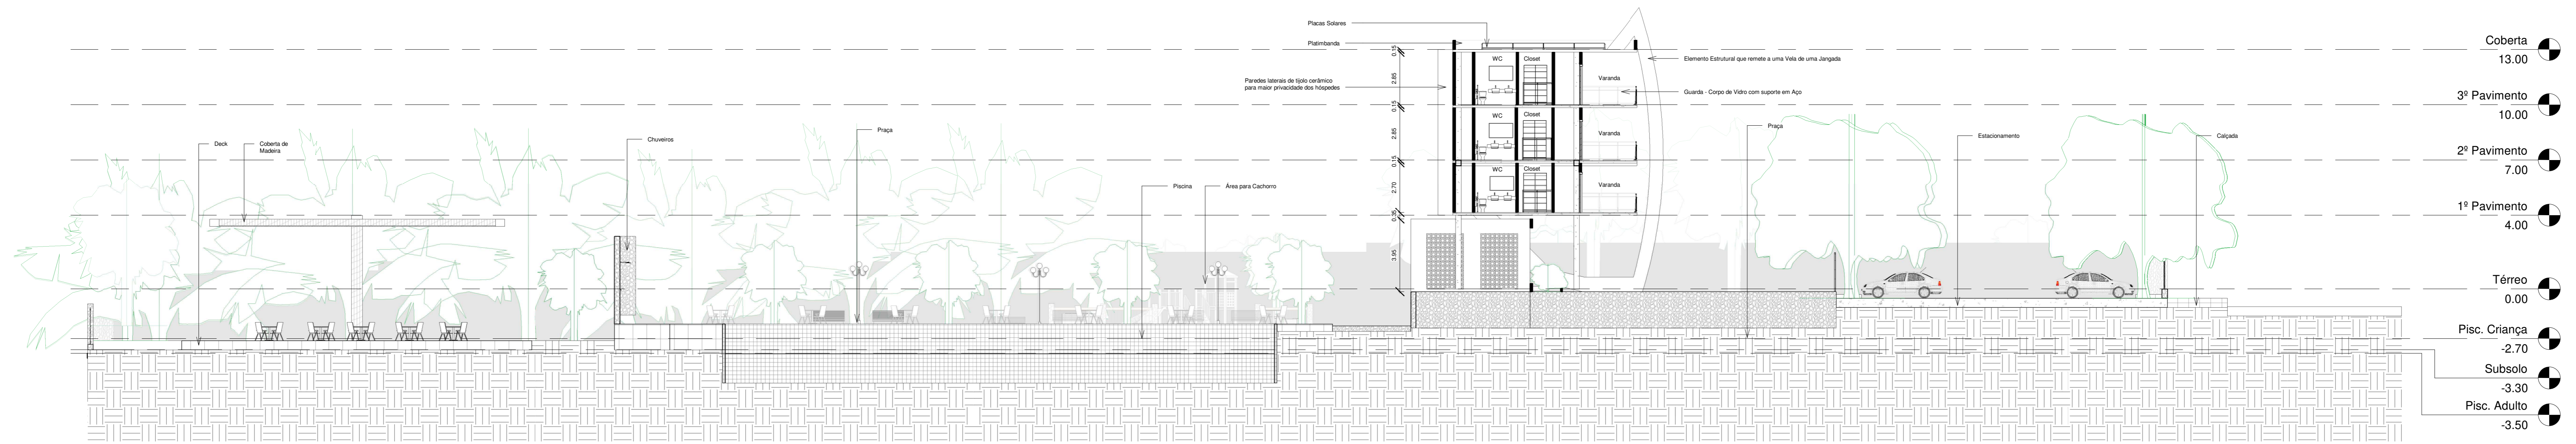 Placas Solares
Platimbanda
Coberta
13.00
Elemento Estrutural que remete a uma Vela de uma Jangada
WC
Closet
Varanda
Paredes laterais de tijolo cerâmico
para maior privacidade dos hóspedes
Guarda - Corpo de Vidro com suporte em Aço
0.15
2.85
0.15
3º Pavimento
10.00
Praça
Praça
WC
Closet
Varanda
Estacionamento
Calçada
Deck
Coberta de
Madeira
Chuveiros
2.85
0.15
2º Pavimento
7.00
WC
Closet
Varanda
Piscina
Área para Cachorro
2.70
0.35
1º Pavimento
4.00
3.95
Térreo
0.00
Pisc. Criança
-2.70
Subsolo
-3.30
Pisc. Adulto
-3.50